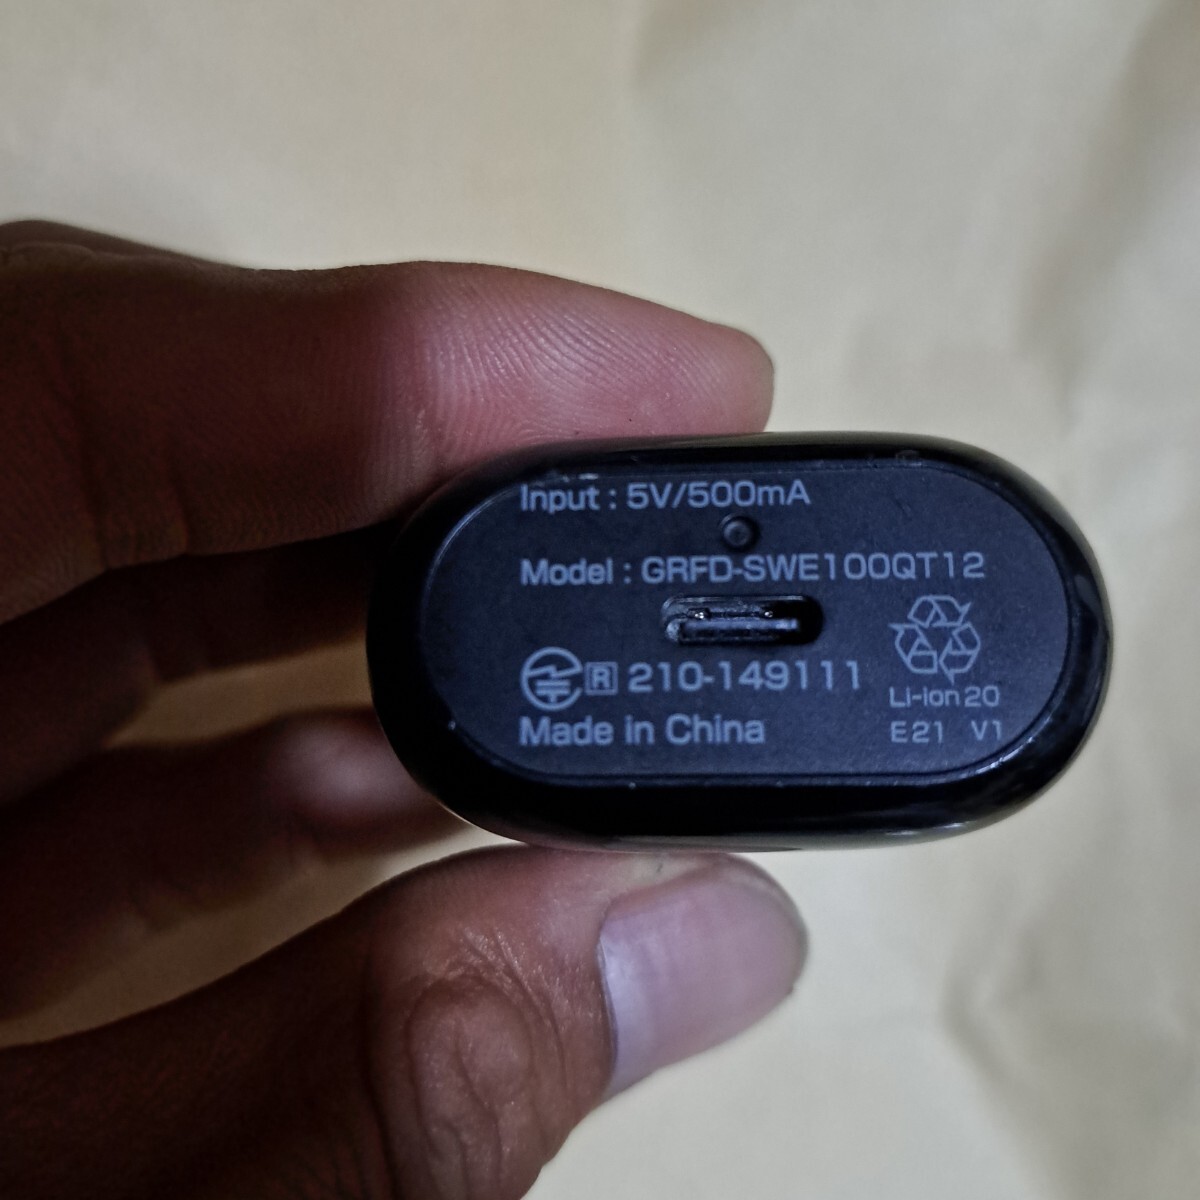 Input : 5V/500mA
Model : GRFD-SWE100QT12
R 210-149111
Made in China
Li-ion 20
E21 V1